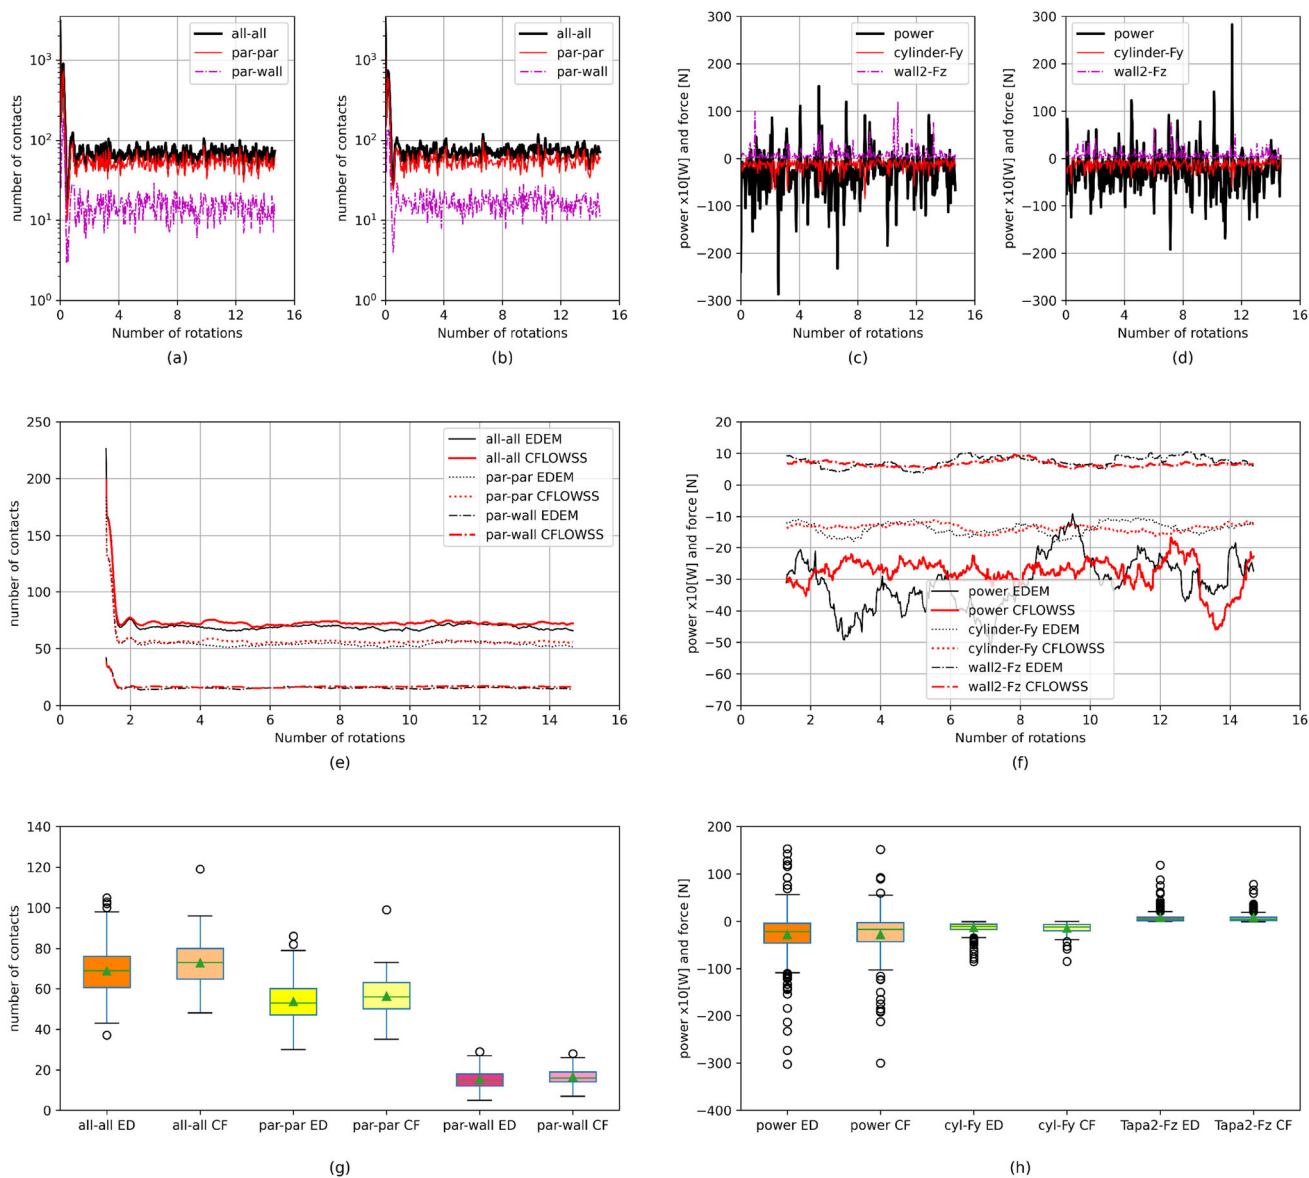 number of contacts
10³
10²
10¹
10⁰
all-all
par-par
par-wall
0 4 8 12 16
Number of rotations
(a)
number of contacts
10³
10²
10¹
10⁰
all-all
par-par
par-wall
0 4 8 12 16
Number of rotations
(b)
power x10[W] and force [N]
300
200
100
0
−100
−200
−300
power
cylinder-Fy
wall2-Fz
0 4 8 12 16
Number of rotations
(c)
power x10[W] and force [N]
300
200
100
0
−100
−200
−300
power
cylinder-Fy
wall2-Fz
0 4 8 12 16
Number of rotations
(d)
number of contacts
250
200
150
100
50
0
all-all EDEM
all-all CFLOWSS
par-par EDEM
par-par CFLOWSS
par-wall EDEM
par-wall CFLOWSS
0 2 4 6 8 10 12 14 16
Number of rotations
(e)
power x10[W] and force [N]
20
10
0
−10
−20
−30
−40
−50
−60
−70
power EDEM
power CFLOWSS
cylinder-Fy EDEM
cylinder-Fy CFLOWSS
wall2-Fz EDEM
wall2-Fz CFLOWSS
0 2 4 6 8 10 12 14 16
Number of rotations
(f)
number of contacts
140
120
100
80
60
40
20
0
all-all ED all-all CF par-par ED par-par CF par-wall ED par-wall CF
(g)
power x10[W] and force [N]
200
100
0
−100
−200
−300
−400
power ED power CF cyl-Fy ED cyl-Fy CF Tapa2-Fz ED Tapa2-Fz CF
(h)